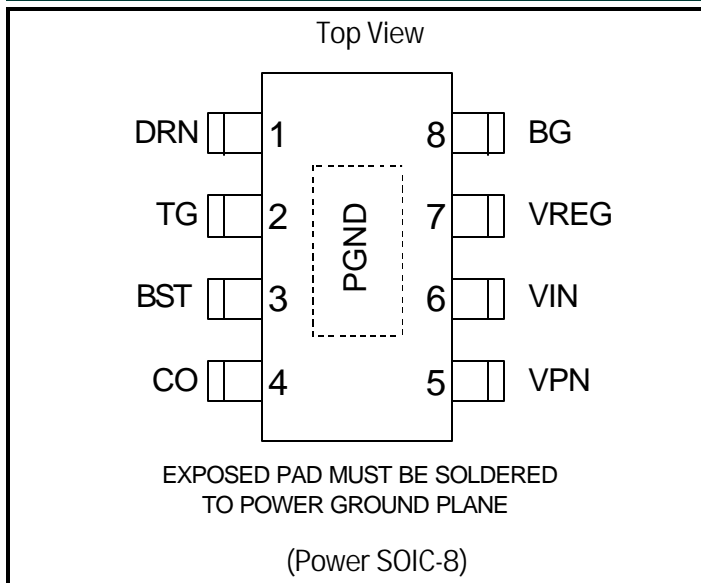 Top View
DRN 1 8 BG
TG 2 7 VREG
PGND
BST 3 6 VIN
CO 4 5 VPN
EXPOSED PAD MUST BE SOLDERED
TO POWER GROUND PLANE
(Power SOIC-8)